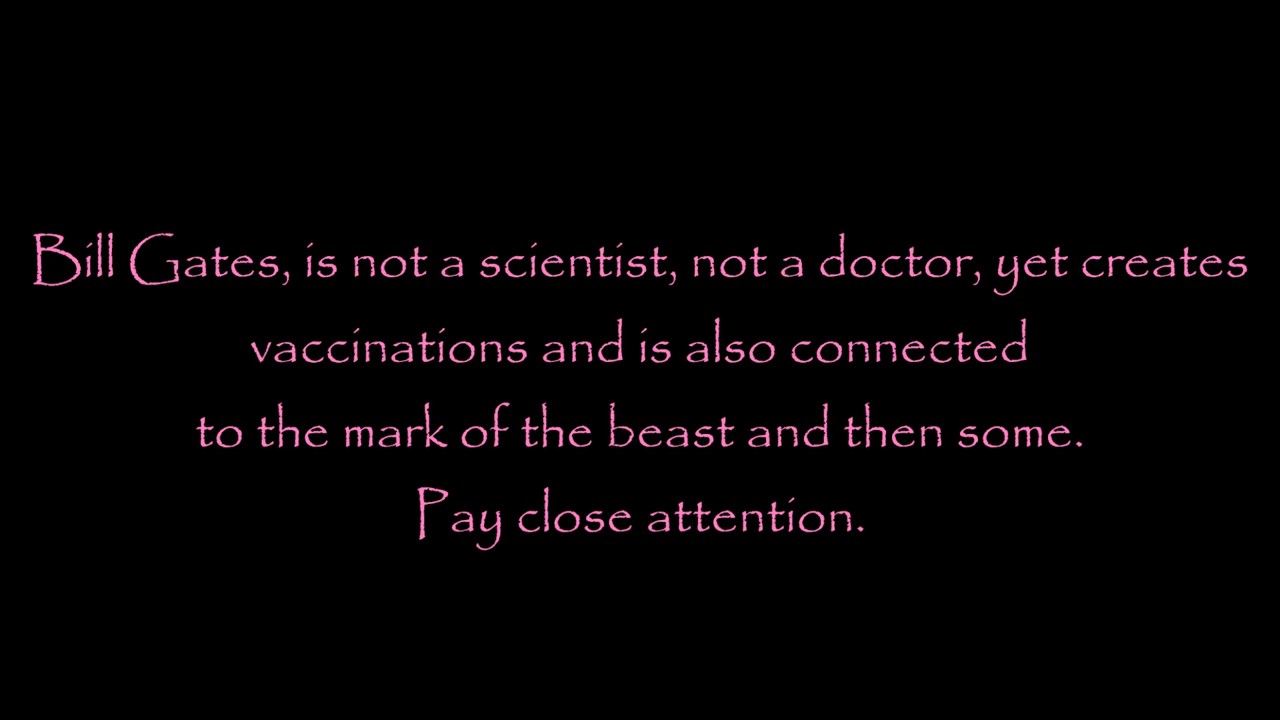 Bill Gates, is not a scientist, not a doctor, yet creates
vaccinations and is also connected
to the mark of the beast and then some.
Pay close attention.